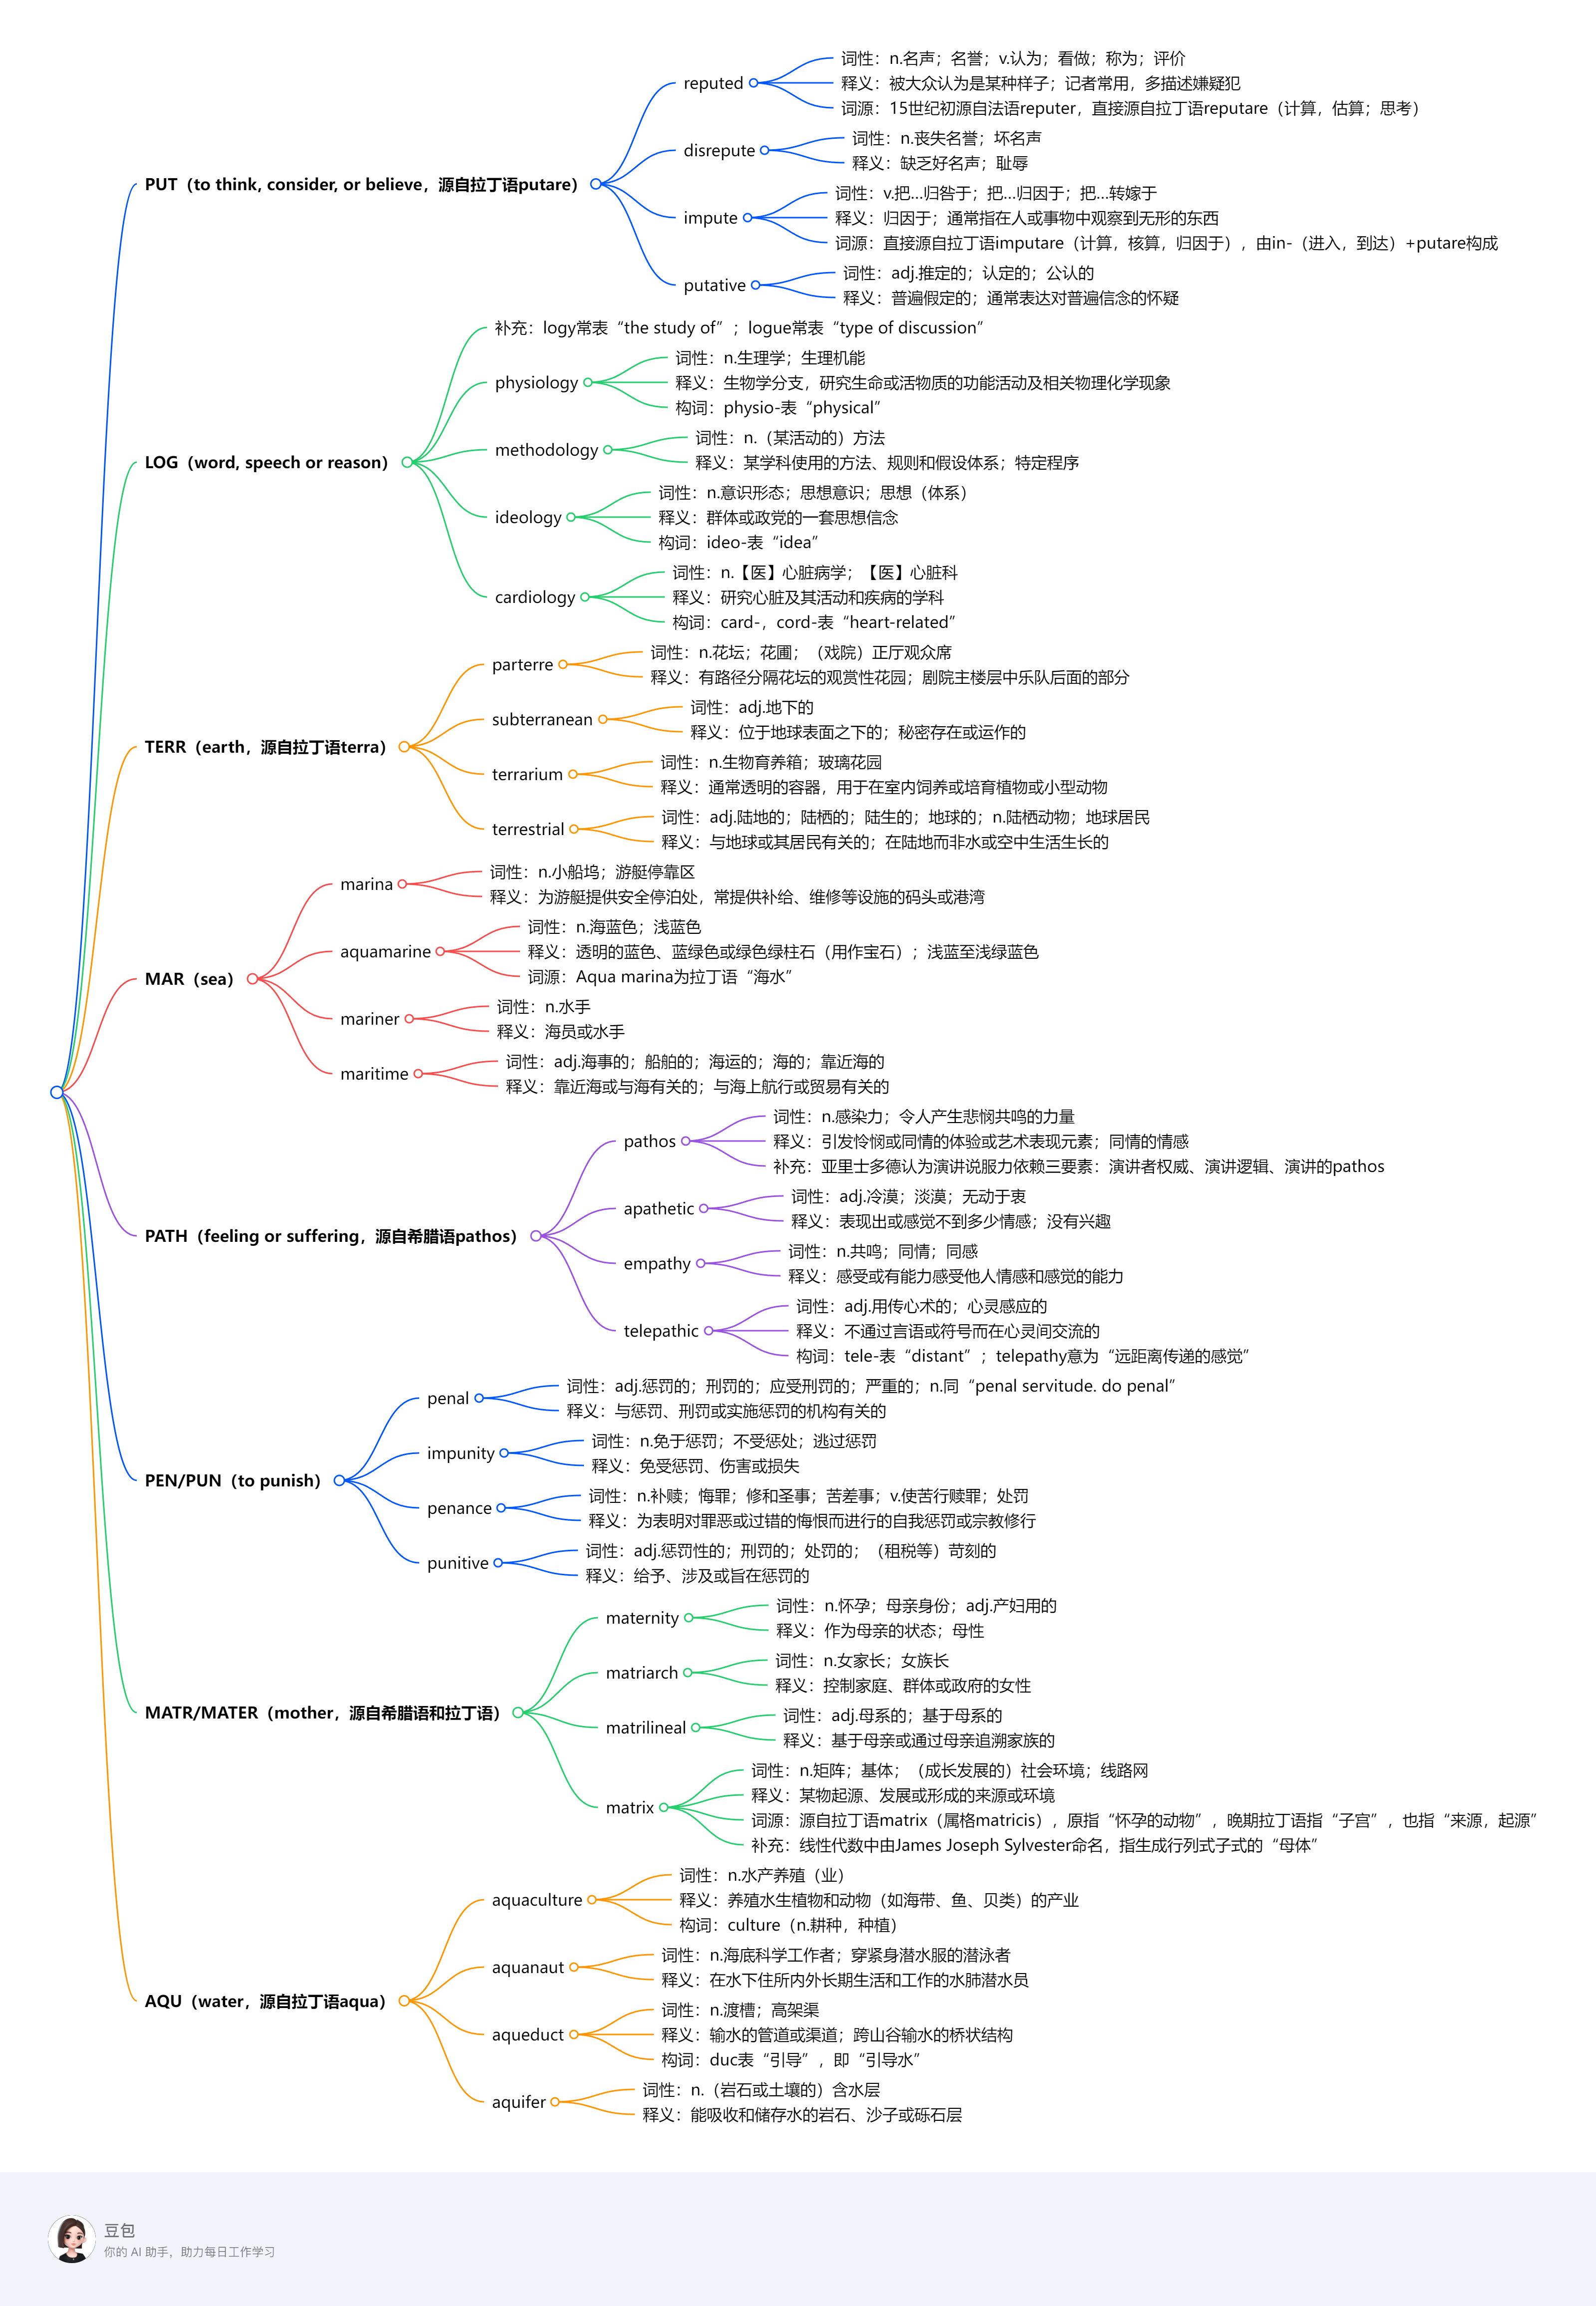 PUT（to think, consider, or believe，源自拉丁语putare）
reputed
词性：n.名声；名誉；v.认为；看做；称为；评价
释义：被大众认为是某种样子；记者常用，多描述嫌疑犯
词源：15世纪初源自法语reputer，直接源自拉丁语reputare（计算，估算；思考）
disrepute
词性：n.丧失名誉；坏名声
释义：缺乏好名声；耻辱
impute
词性：v.把...归咎于；把...归因于；把...转嫁于
释义：归因于；通常指在人或事物中观察到无形的东西
词源：直接源自拉丁语imputare（计算，核算，归因于），由in-（进入，到达）+putare构成
putative
词性：adj.推定的；认定的；公认的
释义：普遍假定的；通常表达对普遍信念的怀疑
LOG（word, speech or reason）
补充：logy常表“the study of”；logue常表“type of discussion”
physiology
词性：n.生理学；生理机能
释义：生物学分支，研究生命或活物质的功能活动及相关物理化学现象
构词：physio-表“physical”
methodology
词性：n.（某活动的）方法
释义：某学科使用的方法、规则和假设体系；特定程序
ideology
词性：n.意识形态；思想意识；思想（体系）
释义：群体或政党的一套思想信念
构词：ideo-表“idea”
cardiology
词性：n.【医】心脏病学；【医】心脏科
释义：研究心脏及其活动和疾病的学科
构词：card-，cord-表“heart-related”
TERR（earth，源自拉丁语terra）
parterre
词性：n.花坛；花圃；（戏院）正厅观众席
释义：有路径分隔花坛的观赏性花园；剧院主楼层中乐队后面的部分
subterranean
词性：adj.地下的
释义：位于地球表面之下的；秘密存在或运作的
terrarium
词性：n.生物育养箱；玻璃花园
释义：通常透明的容器，用于在室内饲养或培育植物或小型动物
terrestrial
词性：adj.陆地的；陆栖的；陆生的；地球的；n.陆栖动物；地球居民
释义：与地球或其居民有关的；在陆地而非水或空中生活生长的
MAR（sea）
marina
词性：n.小船坞；游艇停靠区
释义：为游艇提供安全停泊处，常提供补给、维修等设施的码头或港湾
aquamarine
词性：n.海蓝色；浅蓝色
释义：透明的蓝色、蓝绿色或绿色绿柱石（用作宝石）；浅蓝至浅绿蓝色
词源：Aqua marina为拉丁语“海水”
mariner
词性：n.水手
释义：海员或水手
maritime
词性：adj.海事的；船舶的；海运的；海的；靠近海的
释义：靠近海或与海有关的；与海上航行或贸易有关的
PATH（feeling or suffering，源自希腊语pathos）
pathos
词性：n.感染力；令人产生悲悯共鸣的力量
释义：引发怜悯或同情的体验或艺术表现元素；同情的情感
补充：亚里士多德认为演讲说服力依赖三要素：演讲者权威、演讲逻辑、演讲的pathos
apathetic
词性：adj.冷漠；淡漠；无动于衷
释义：表现出或感觉不到多少情感；没有兴趣
empathy
词性：n.共鸣；同情；同感
释义：感受或有能力感受他人情感和感觉的能力
telepathic
词性：adj.用传心术的；心灵感应的
释义：不通过言语或符号而在心灵间交流的
构词：tele-表“distant”；telepathy意为“远距离传递的感觉”
PEN/PUN（to punish）
penal
词性：adj.惩罚的；刑罚的；应受刑罚的；严重的；n.同“penal servitude. do penal”
释义：与惩罚、刑罚或实施惩罚的机构有关的
impunity
词性：n.免于惩罚；不受惩处；逃过惩罚
释义：免受惩罚、伤害或损失
penance
词性：n.补赎；悔罪；修和圣事；苦差事；v.使苦行赎罪；处罚
释义：为表明对罪恶或过错的悔恨而进行的自我惩罚或宗教修行
punitive
词性：adj.惩罚性的；刑罚的；处罚的；（租税等）苛刻的
释义：给予、涉及或旨在惩罚的
MATR/MATER（mother，源自希腊语和拉丁语）
maternity
词性：n.怀孕；母亲身份；adj.产妇用的
释义：作为母亲的状态；母性
matriarch
词性：n.女家长；女族长
释义：控制家庭、群体或政府的女性
matrilineal
词性：adj.母系的；基于母系的
释义：基于母亲或通过母亲追溯家族的
matrix
词性：n.矩阵；基体；（成长发展的）社会环境；线路网
释义：某物起源、发展或形成的来源或环境
词源：源自拉丁语matrix（属格matricis），原指“怀孕的动物”，晚期拉丁语指“子宫”，也指“来源，起源”
补充：线性代数中由James Joseph Sylvester命名，指生成行列式子式的“母体”
AQU（water，源自拉丁语aqua）
aquaculture
词性：n.水产养殖（业）
释义：养殖水生植物和动物（如海带、鱼、贝类）的产业
构词：culture（n.耕种，种植）
aquanaut
词性：n.海底科学工作者；穿紧身潜水服的潜泳者
释义：在水下住所内外长期生活和工作的水肺潜水员
aqueduct
词性：n.渡槽；高架渠
释义：输水的管道或渠道；跨山谷输水的桥状结构
构词：duc表“引导”，即“引导水”
aquifer
词性：n.（岩石或土壤的）含水层
释义：能吸收和储存水的岩石、沙子或砾石层
豆包
你的 AI 助手，助力每日工作学习